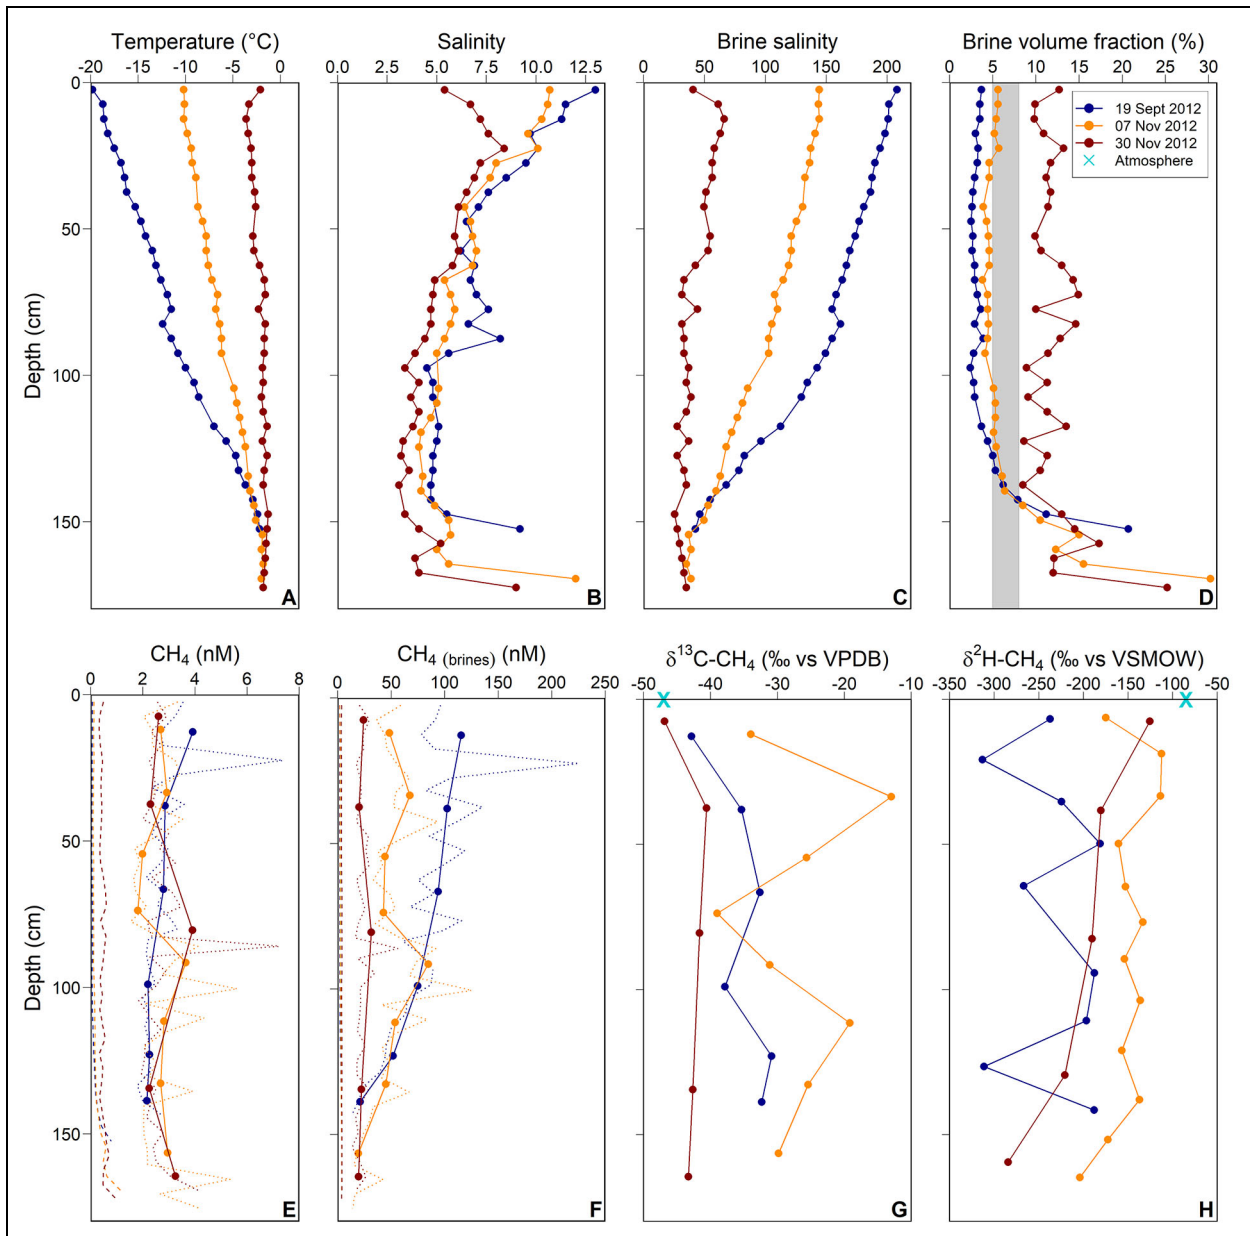 Temperature (°C)
-20 -15 -10 -5 0
Salinity
0.0 2.5 5.0 7.5 10.0 12.5
Brine salinity
0 50 100 150 200
Brine volume fraction (%)
0 5 10 15 20 25 30
Depth (cm)
0
50
100
150
19 Sept 2012
07 Nov 2012
30 Nov 2012
Atmosphere
A
B
C
D
CH4 (nM)
0 2 4 6 8
CH4 (brines) (nM)
0 50 100 150 200 250
δ13C-CH4 (‰ vs VPDB)
-50 -40 -30 -20 -10
δ2H-CH4 (‰ vs VSMOW)
-350 -300 -250 -200 -150 -100 -50
Depth (cm)
0
50
100
150
E
F
G
H